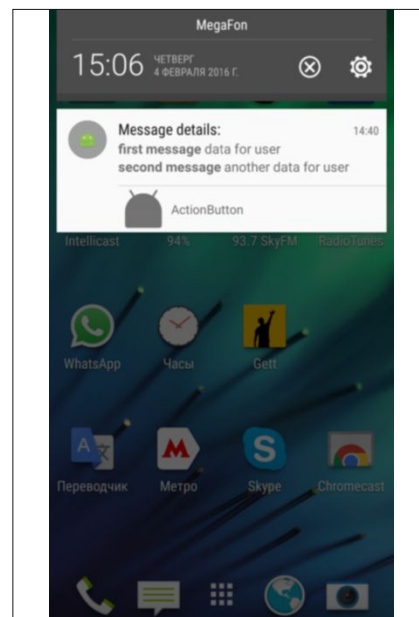 MegaFon
15:06
ЧЕТВЕРГ
4 ФЕВРАЛЯ 2016 Г.
Message details:
14:40
first message data for user
second message another data for user
ActionButton
Intellicast
94%
93.7 SkyFM
RadioTunes
WhatsApp
Часы
Gett
Переводчик
Метро
Skype
Chromecast